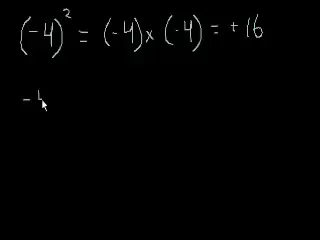 (-4)² = (-4) × (-4) = +16
-4